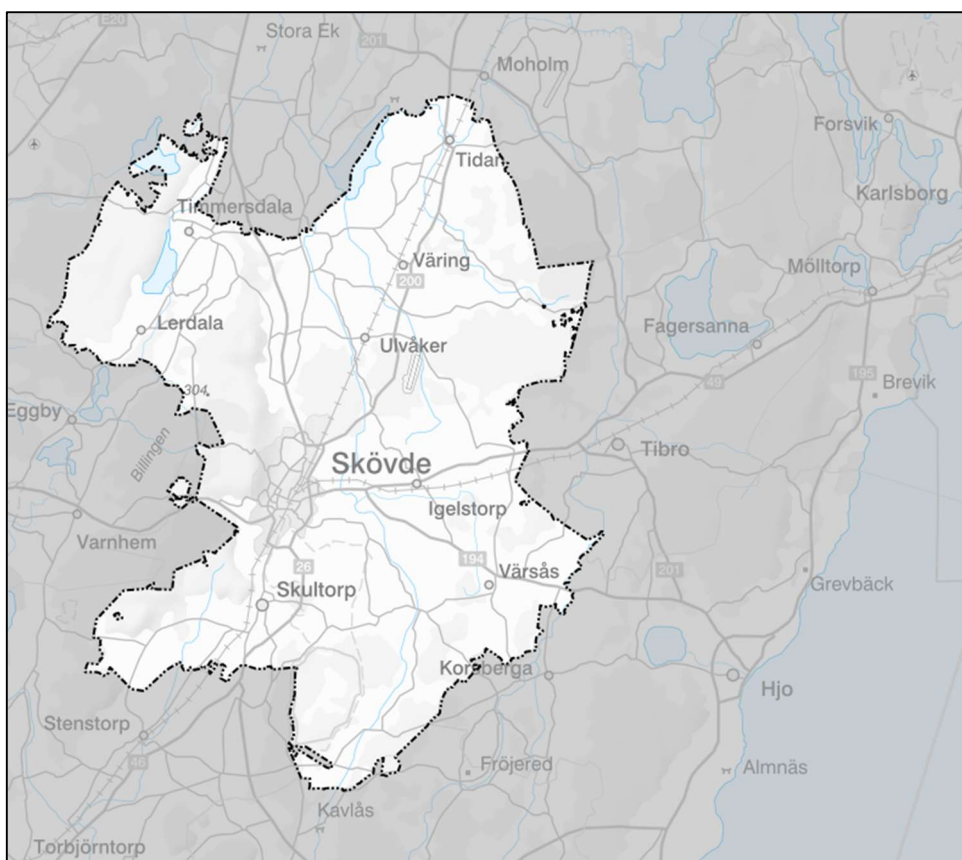 E20
Stora Ek
201
Moholm
Forsvik
Tidan
Karlsborg
Timmersdala
Väring
200
Mölltorp
Lerdala
Ulvåker
Fagersanna
304
49
195
Brevik
Eggby
Billingen
Tibro
Skövde
Igelstorp
Varnhem
194
Värsås
26
201
Skultorp
Grevbäck
Korsberga
Hjo
Stenstorp
46
Fröjered
Almnäs
Kavlås
Torbjörntorp